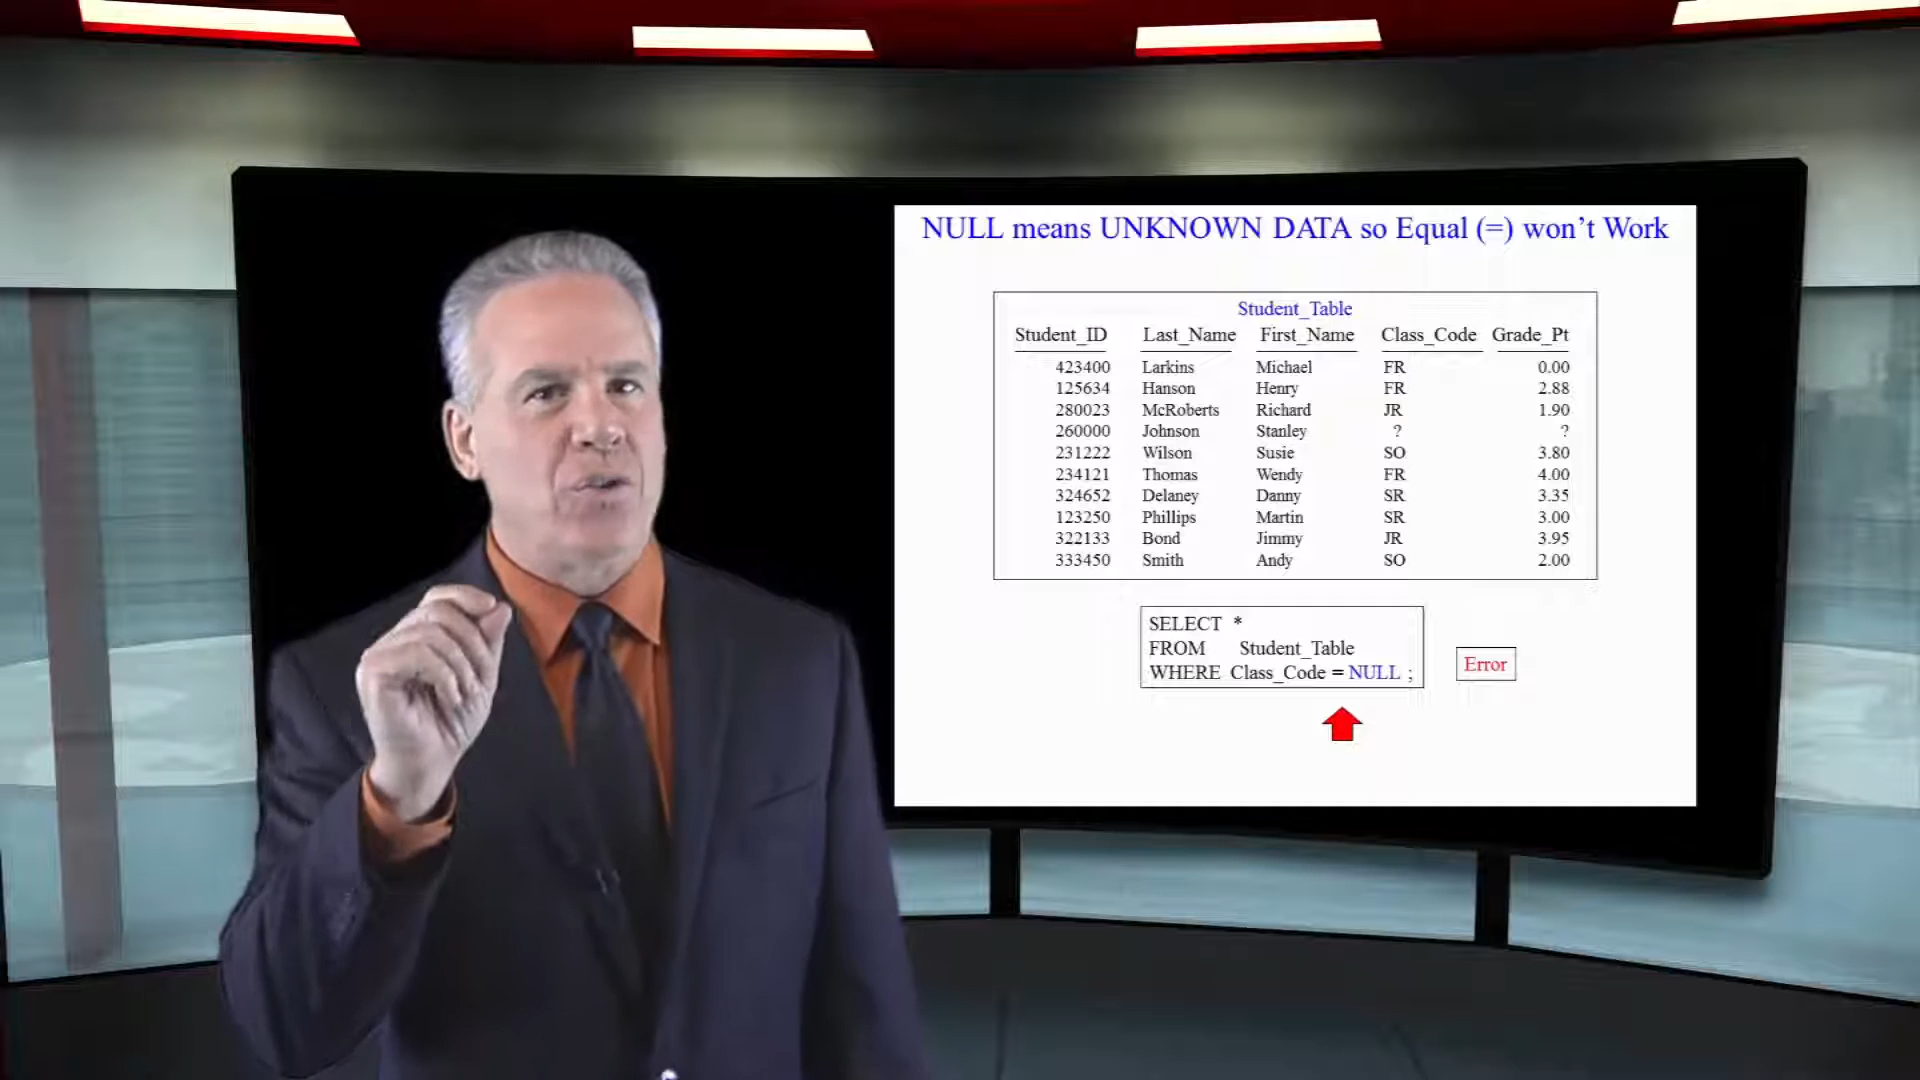 NULL means UNKNOWN DATA so Equal (=) won't Work
Student_Table
Student_ID Last_Name First_Name Class_Code Grade_Pt
423400 Larkins Michael FR 0.00
125634 Hanson Henry FR 2.88
280023 McRoberts Richard JR 1.90
260000 Johnson Stanley ? ?
231222 Wilson Susie SO 3.80
234121 Thomas Wendy FR 4.00
324652 Delaney Danny SR 3.35
123250 Phillips Martin SR 3.00
322133 Bond Jimmy JR 3.95
333450 Smith Andy SO 2.00
SELECT *
FROM Student_Table
WHERE Class_Code = NULL ;
Error